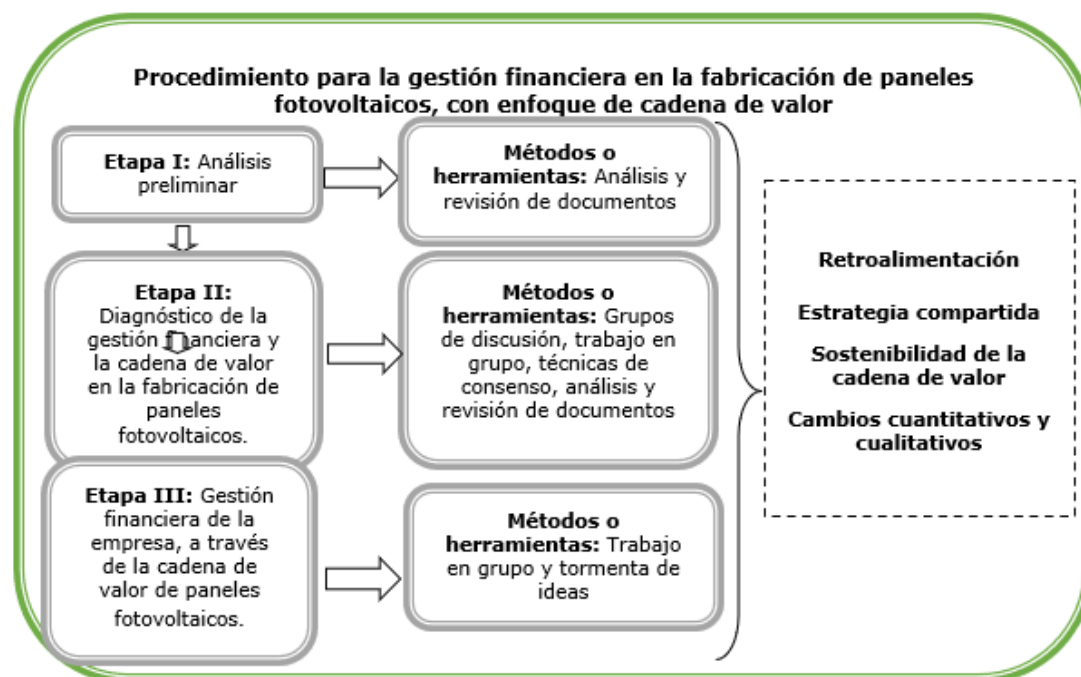 Procedimiento para la gestión financiera en la fabricación de paneles
fotovoltaicos, con enfoque de cadena de valor
Etapa I: Análisis
preliminar
Métodos o
herramientas: Análisis y
revisión de documentos
Etapa II:
Diagnóstico de la
gestión financiera y
la cadena de valor
en la fabricación de
paneles
fotovoltaicos.
Métodos o
herramientas: Grupos
de discusión, trabajo en
grupo, técnicas de
consenso, análisis y
revisión de documentos
Etapa III: Gestión
financiera de la
empresa, a través
de la cadena de
valor de paneles
fotovoltaicos.
Métodos o
herramientas: Trabajo
en grupo y tormenta de
ideas
Retroalimentación
Estrategia compartida
Sostenibilidad de la
cadena de valor
Cambios cuantitativos y
cualitativos